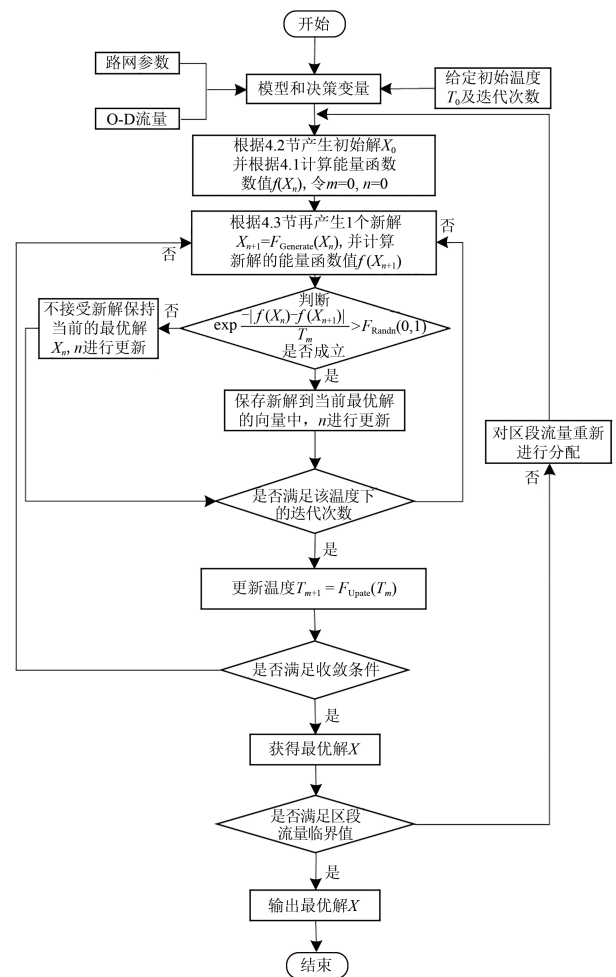 开始
路网参数
O-D流量
模型和决策变量
给定初始温度
T₀及迭代次数
根据4.2节产生初始解X₀
并根据4.1计算能量函数
数值f(Xₙ), 令m=0, n=0
根据4.3节再产生1个新解
Xₙ₊₁=F_Generate(Xₙ), 并计算
新解的能量函数值f(Xₙ₊₁)
否
否
判断
exp −|f(Xₙ)−f(Xₙ₊₁)| / Tₘ >F_Randn(0,1)
是否成立
否
不接受新解保持
当前的最优解
Xₙ, n进行更新
是
保存新解到当前最优解
的向量中，n进行更新
对区段流量重新
进行分配
否
是否满足该温度下
的迭代次数
是
更新温度Tₘ₊₁ = F_Upate(Tₘ)
是否满足收敛条件
是
获得最优解X
是否满足区段
流量临界值
是
输出最优解X
结束